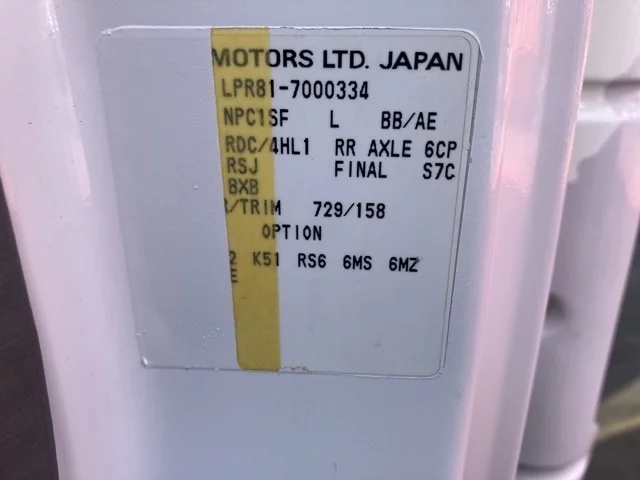 MOTORS LTD. JAPAN
LPR81-7000334
NPC1SF L BB/AE
RDC/4HL1 RR AXLE 6CP
RSJ FINAL S7C
BXB
R/TRIM 729/158
OPTION
2 K51 RS6 6MS 6MZ
E